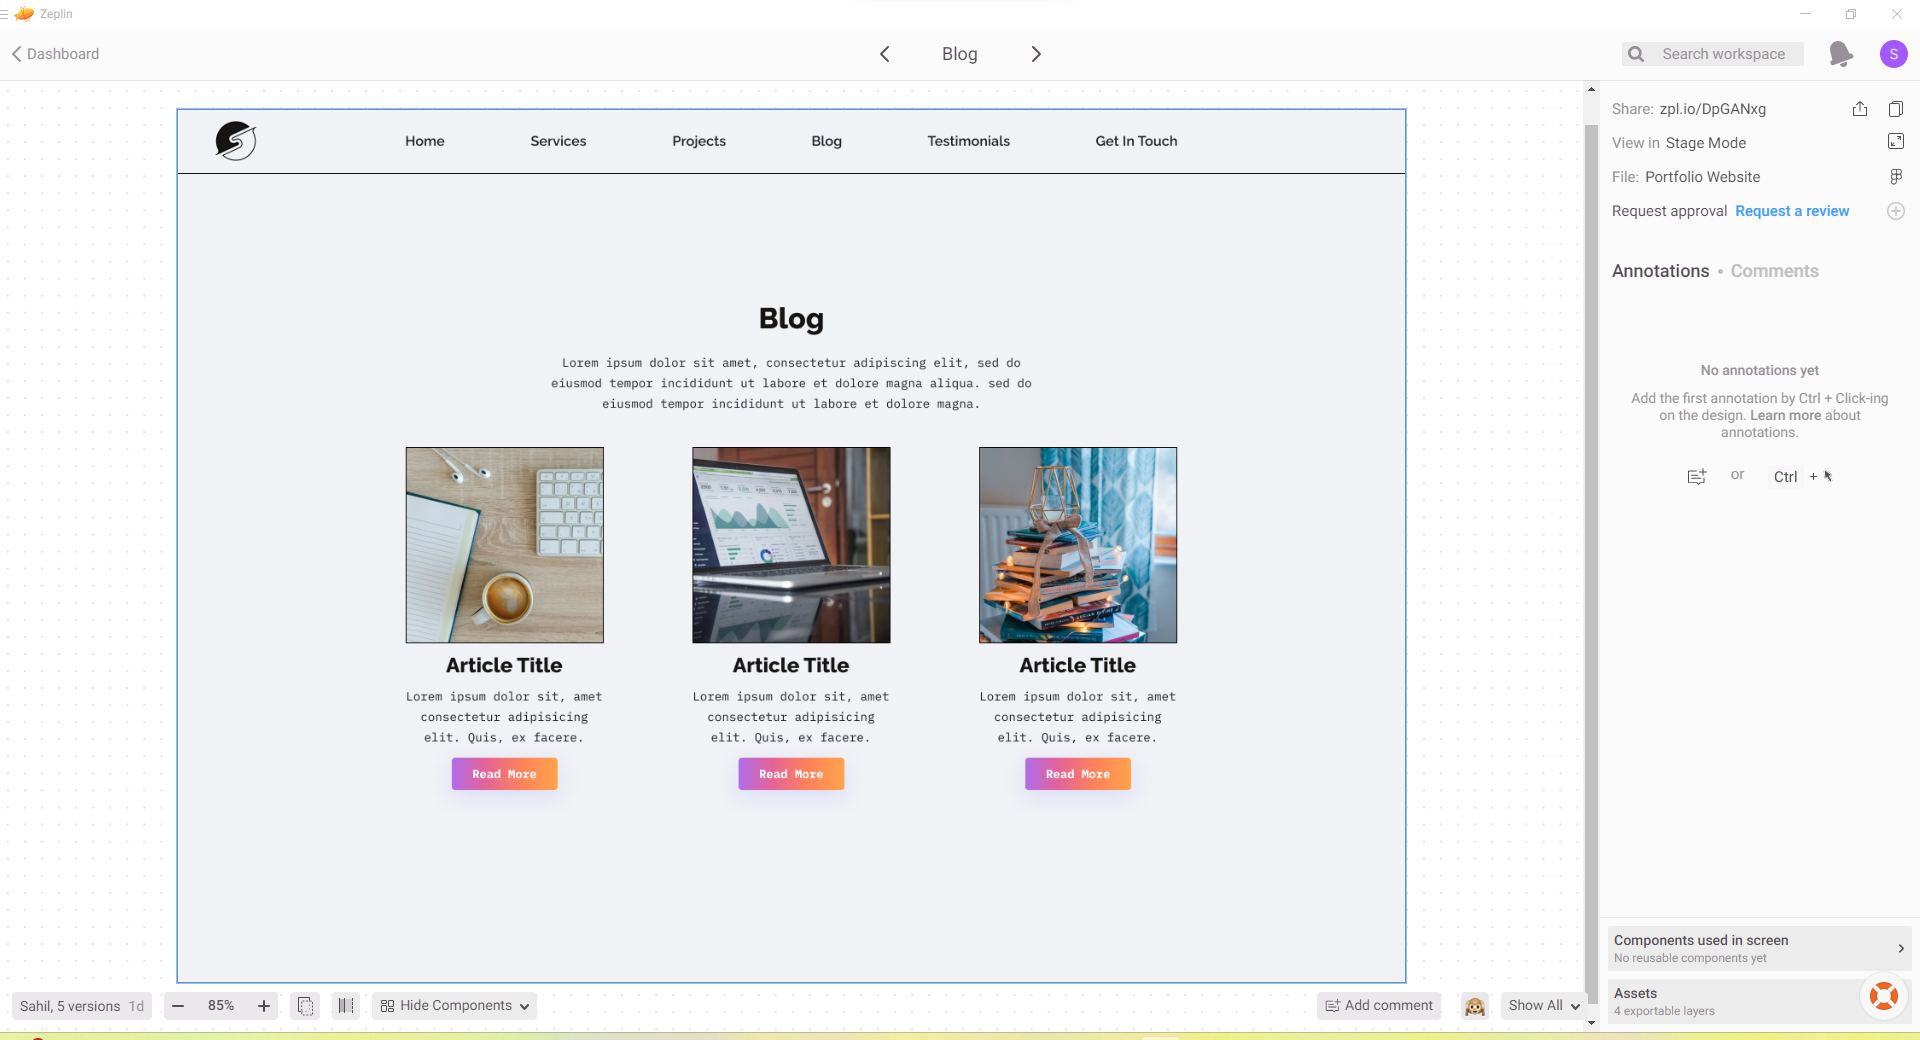 Zeplin
Dashboard
Blog
Search workspace
S
Home Services Projects Blog Testimonials Get In Touch
Blog
Lorem ipsum dolor sit amet, consectetur adipiscing elit, sed do
eiusmod tempor incididunt ut labore et dolore magna aliqua. sed do
eiusmod tempor incididunt ut labore et dolore magna.
Article Title
Lorem ipsum dolor sit, amet
consectetur adipisicing
elit. Quis, ex facere.
Read More
Article Title
Lorem ipsum dolor sit, amet
consectetur adipisicing
elit. Quis, ex facere.
Read More
Article Title
Lorem ipsum dolor sit, amet
consectetur adipisicing
elit. Quis, ex facere.
Read More
Share: zpl.io/DpGANxg
View in Stage Mode
File: Portfolio Website
Request approval Request a review
Annotations • Comments
No annotations yet
Add the first annotation by Ctrl + Click-ing
on the design. Learn more about
annotations.
or Ctrl +
Components used in screen
No reusable components yet
Assets
4 exportable layers
Sahil, 5 versions 1d
85%
Hide Components
Add comment
Show All